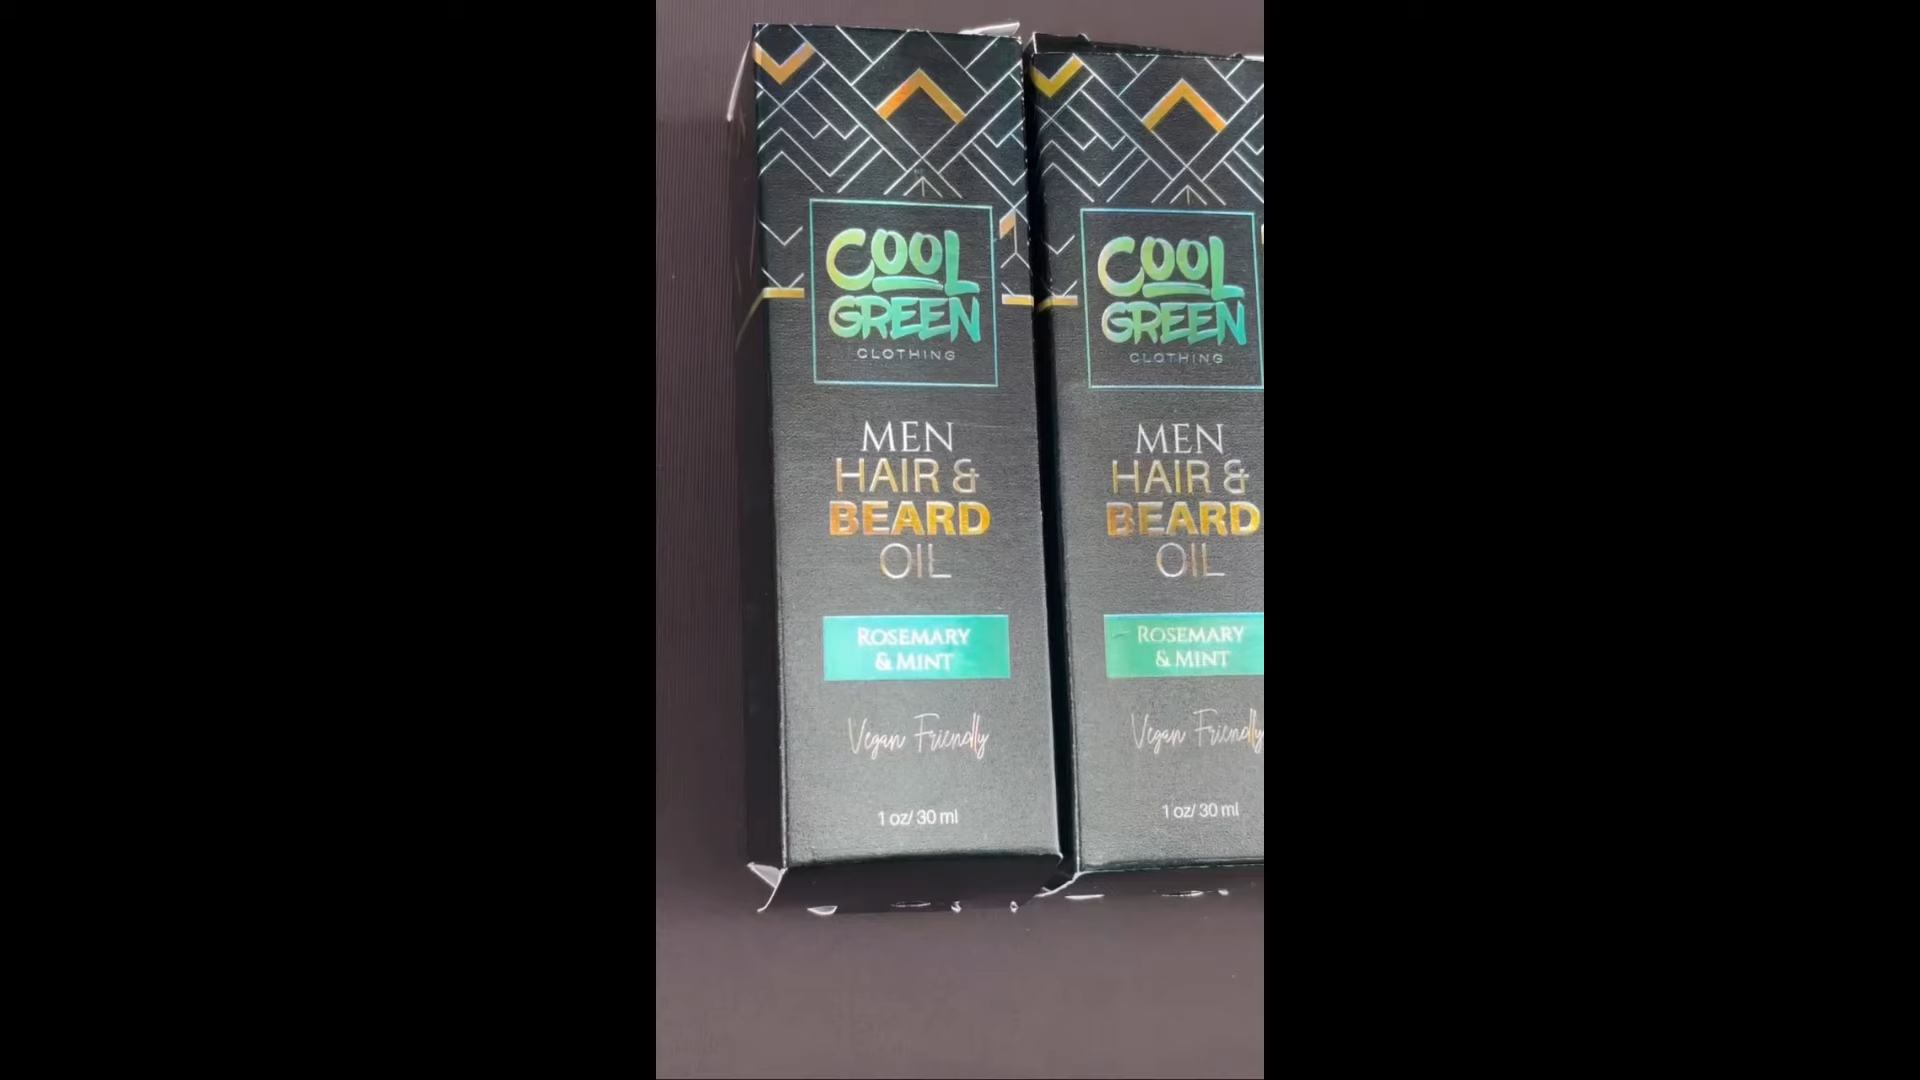 COOL
GREEN
CLOTHING
MEN
HAIR &
BEARD
OIL
ROSEMARY
& MINT
Vegan Friendly
1 oz/ 30 ml
COOL
GREEN
CLOTHING
MEN
HAIR &
BEARD
OIL
ROSEMARY
& MINT
Vegan Friendly
1 oz/ 30 ml